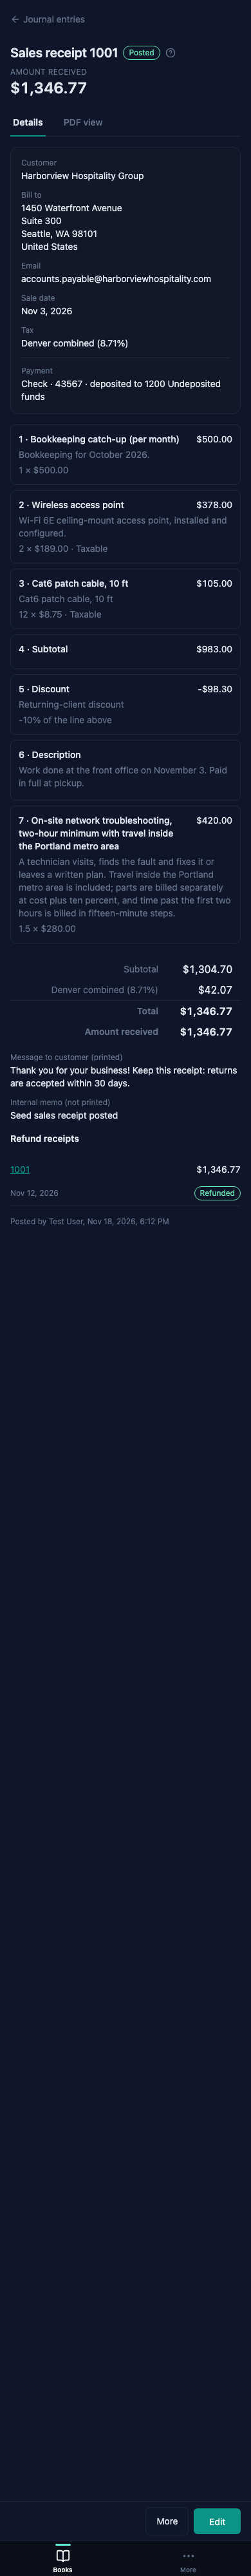 ← Journal entries
Sales receipt 1001 Posted ?
AMOUNT RECEIVED
$1,346.77
Details PDF view
Customer
Harborview Hospitality Group
Bill to
1450 Waterfront Avenue
Suite 300
Seattle, WA 98101
United States
Email
accounts.payable@harborviewhospitality.com
Sale date
Nov 3, 2026
Tax
Denver combined (8.71%)
Payment
Check · 43567 · deposited to 1200 Undeposited
funds
1 · Bookkeeping catch-up (per month) $500.00
Bookkeeping for October 2026.
1 × $500.00
2 · Wireless access point $378.00
Wi-Fi 6E ceiling-mount access point, installed and
configured.
2 × $189.00 · Taxable
3 · Cat6 patch cable, 10 ft $105.00
Cat6 patch cable, 10 ft
12 × $8.75 · Taxable
4 · Subtotal $983.00
5 · Discount -$98.30
Returning-client discount
-10% of the line above
6 · Description
Work done at the front office on November 3. Paid
in full at pickup.
7 · On-site network troubleshooting, $420.00
two-hour minimum with travel inside
the Portland metro area
A technician visits, finds the fault and fixes it or
leaves a written plan. Travel inside the Portland
metro area is included; parts are billed separately
at cost plus ten percent, and time past the first two
hours is billed in fifteen-minute steps.
1.5 × $280.00
Subtotal $1,304.70
Denver combined (8.71%) $42.07
Total $1,346.77
Amount received $1,346.77
Message to customer (printed)
Thank you for your business! Keep this receipt: returns
are accepted within 30 days.
Internal memo (not printed)
Seed sales receipt posted
Refund receipts
1001 $1,346.77
Nov 12, 2026 Refunded
Posted by Test User, Nov 18, 2026, 6:12 PM
More Edit
Books More